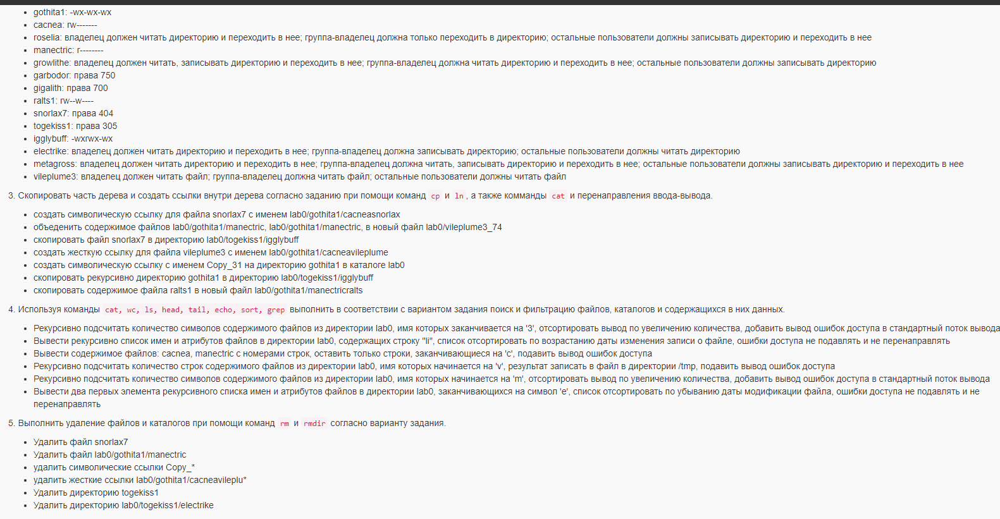 • gothita1: -wx-wx-wx
• cacnea: rw-------
• roselia: владелец должен читать директорию и переходить в нее; группа-владелец должна только переходить в директорию; остальные пользователи должны записывать директорию и переходить в нее
• manectric: r--------
• growlithe: владелец должен читать, записывать директорию и переходить в нее; группа-владелец должна читать директорию и переходить в нее; остальные пользователи должны записывать директорию
• garbodor: права 750
• gigalith: права 700
• ralts1: rw--w----
• snorlax7: права 404
• togekiss1: права 305
• igglybuff: -wxrwx-wx
• electrike: владелец должен читать директорию и переходить в нее; группа-владелец должна записывать директорию; остальные пользователи должны читать директорию
• metagross: владелец должен читать директорию и переходить в нее; группа-владелец должна читать, записывать директорию и переходить в нее; остальные пользователи должны записывать директорию и переходить в нее
• vileplume3: владелец должен читать файл; группа-владелец должна читать файл; остальные пользователи должны читать файл
3. Скопировать часть дерева и создать ссылки внутри дерева согласно заданию при помощи команд cp и ln, а также комманды cat и перенаправления ввода-вывода.
• создать символическую ссылку для файла snorlax7 с именем lab0/gothita1/cacneasnorlax
• объеденить содержимое файлов lab0/gothita1/manectric, lab0/gothita1/manectric, в новый файл lab0/vileplume3_74
• скопировать файл snorlax7 в директорию lab0/togekiss1/igglybuff
• создать жесткую ссылку для файла vileplume3 с именем lab0/gothita1/cacneavileplume
• создать символическую ссылку с именем Copy_31 на директорию gothita1 в каталоге lab0
• скопировать рекурсивно директорию gothita1 в директорию lab0/togekiss1/igglybuff
• скопировать содержимое файла ralts1 в новый файл lab0/gothita1/manectricralts
4. Используя команды cat, wc, ls, head, tail, echo, sort, grep выполнить в соответствии с вариантом задания поиск и фильтрацию файлов, каталогов и содержащихся в них данных.
• Рекурсивно подсчитать количество символов содержимого файлов из директории lab0, имя которых заканчивается на '3', отсортировать вывод по увеличению количества, добавить вывод ошибок доступа в стандартный поток вывода
• Вывести рекурсивно список имен и атрибутов файлов в директории lab0, содержащих строку "li", список отсортировать по возрастанию даты изменения записи о файле, ошибки доступа не подавлять и не перенаправлять
• Вывести содержимое файлов: cacnea, manectric с номерами строк, оставить только строки, заканчивающиеся на 'c', подавить вывод ошибок доступа
• Рекурсивно подсчитать количество строк содержимого файлов из директории lab0, имя которых начинается на 'v', результат записать в файл в директории /tmp, подавить вывод ошибок доступа
• Рекурсивно подсчитать количество символов содержимого файлов из директории lab0, имя которых начинается на 'm', отсортировать вывод по увеличению количества, добавить вывод ошибок доступа в стандартный поток вывода
• Вывести два первых элемента рекурсивного списка имен и атрибутов файлов в директории lab0, заканчивающихся на символ 'e', список отсортировать по убыванию даты модификации файла, ошибки доступа не подавлять и не
перенаправлять
5. Выполнить удаление файлов и каталогов при помощи команд rm и rmdir согласно варианту задания.
• Удалить файл snorlax7
• Удалить файл lab0/gothita1/manectric
• удалить символические ссылки Copy_*
• удалить жесткие ссылки lab0/gothita1/cacneavileplu*
• Удалить директорию togekiss1
• Удалить директорию lab0/togekiss1/electrike